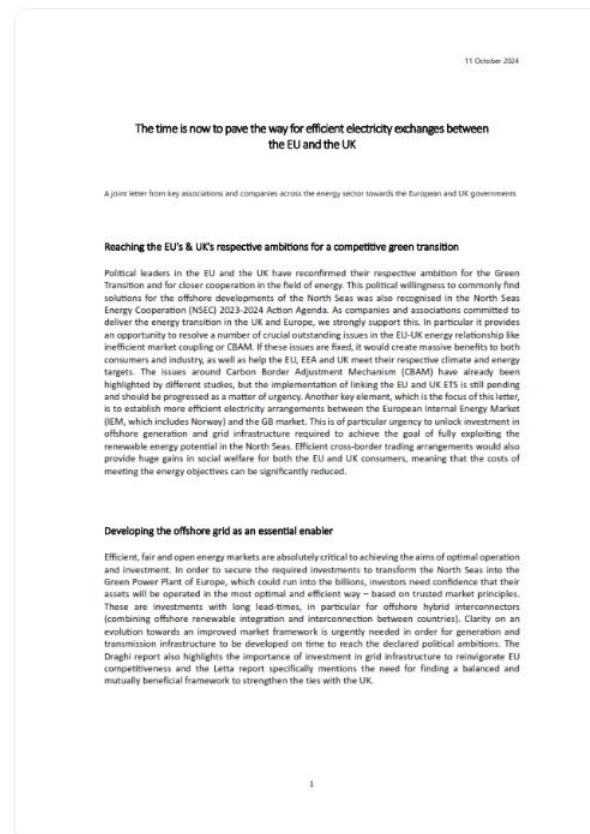 11 October 2024
The time is now to pave the way for efficient electricity exchanges between
the EU and the UK
A joint letter from key associations and companies across the energy sector towards the European and UK governments
Reaching the EU's & UK's respective ambitions for a competitive green transition
Political leaders in the EU and the UK have reconfirmed their respective ambition for the Green
Transition and for closer cooperation in the field of energy. This political willingness to commonly find
solutions for the offshore developments of the North Seas was also recognised in the North Seas
Energy Cooperation (NSEC) 2023-2024 Action Agenda. As companies and associations committed to
deliver the energy transition in the UK and Europe, we strongly support this. In particular it provides
an opportunity to resolve a number of crucial outstanding issues in the EU-UK energy relationship like
inefficient market coupling or CBAM. If these issues are fixed, it would create massive benefits to both
consumers and industry, as well as help the EU, EEA and UK meet their respective climate and energy
targets. The issues around Carbon Border Adjustment Mechanism (CBAM) have already been
highlighted by different studies, but the implementation of linking the EU and UK ETS is still pending
and should be progressed as a matter of urgency. Another key element, which is the focus of this letter,
is to establish more efficient electricity arrangements between the European Internal Energy Market
(IEM, which includes Norway) and the GB market. This is of particular urgency to unlock investment in
offshore generation and grid infrastructure required to achieve the goal of fully exploiting the
renewable energy potential in the North Seas. Efficient cross-border trading arrangements would also
provide huge gains in social welfare for both the EU and UK consumers, meaning that the costs of
meeting the energy objectives can be significantly reduced.
Developing the offshore grid as an essential enabler
Efficient, fair and open energy markets are absolutely critical to achieving the aims of optimal operation
and investment. In order to secure the required investments to transform the North Seas into the
Green Power Plant of Europe, which could run into the billions, investors need confidence that their
assets will be operated in the most optimal and efficient way – based on trusted market principles.
These are investments with long lead-times, in particular for offshore hybrid interconnectors
(combining offshore renewable integration and interconnection between countries). Clarity on an
evolution towards an improved market framework is urgently needed in order for generation and
transmission infrastructure to be developed on time to reach the declared political ambitions. The
Draghi report also highlights the importance of investment in grid infrastructure to reinvigorate EU
competitiveness and the Letta report specifically mentions the need for finding a balanced and
mutually beneficial framework to strengthen the ties with the UK.
1